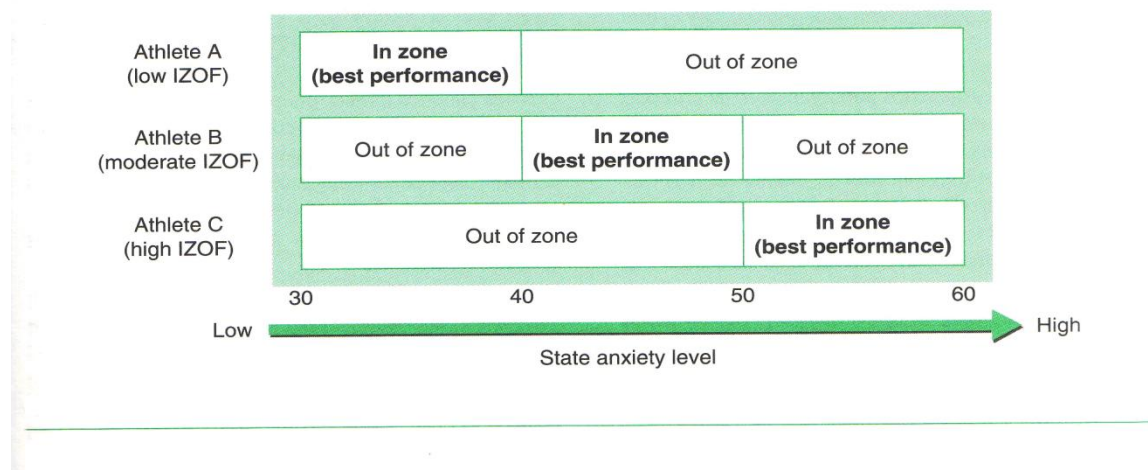 Athlete A
(low IZOF)
In zone
(best performance)
Out of zone
Athlete B
(moderate IZOF)
Out of zone
In zone
(best performance)
Out of zone
Athlete C
(high IZOF)
Out of zone
In zone
(best performance)
30 40 50 60
Low High
State anxiety level